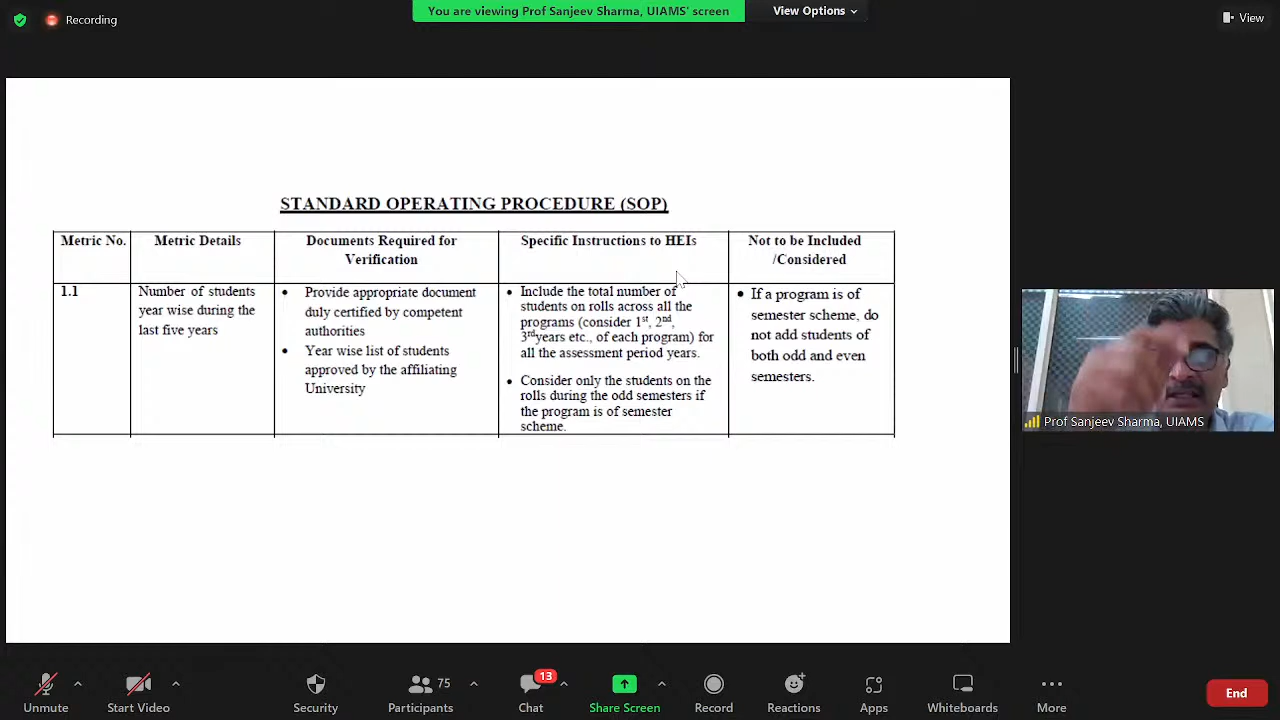 Recording
You are viewing Prof Sanjeev Sharma, UIAMS' screen
View Options
View
STANDARD OPERATING PROCEDURE (SOP)
Metric No.
Metric Details
Documents Required for
Verification
Specific Instructions to HEIs
Not to be Included
/Considered
1.1
Number of students
year wise during the
last five years
• Provide appropriate document
duly certified by competent
authorities
• Year wise list of students
approved by the affiliating
University
• Include the total number of
students on rolls across all the
programs (consider 1st, 2nd,
3rdyears etc., of each program) for
all the assessment period years.
• Consider only the students on the
rolls during the odd semesters if
the program is of semester
scheme.
• If a program is of
semester scheme, do
not add students of
both odd and even
semesters.
Prof Sanjeev Sharma, UIAMS
Unmute
Start Video
Security
75
Participants
13
Chat
Share Screen
Record
Reactions
Apps
Whiteboards
More
End